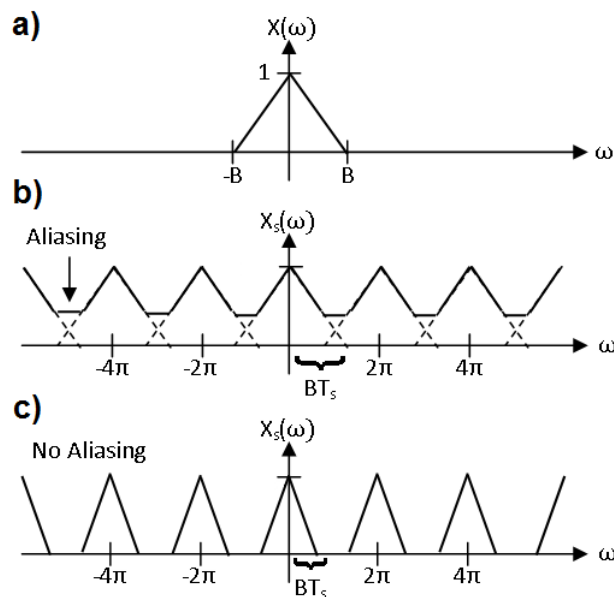 a)
X(ω)
1
-B B ω
b)
Xs(ω)
Aliasing
-4π -2π 2π 4π ω
BTs
c)
Xs(ω)
No Aliasing
-4π -2π 2π 4π ω
BTs